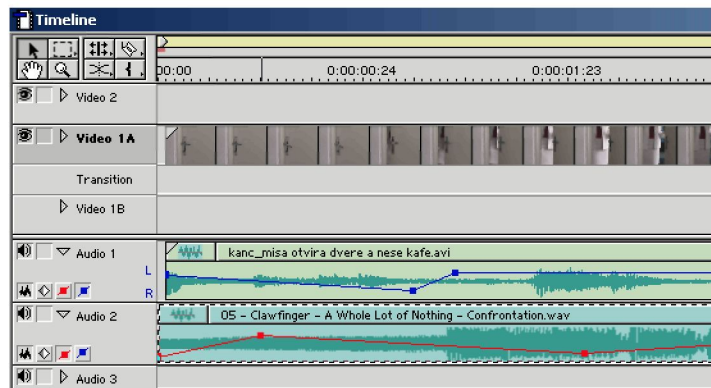 Timeline
00:00 0:00:00:24 0:00:01:23
Video 2
Video 1A
Transition
Video 1B
Audio 1
kanc_misa otvira dvere a nese kafe.avi
L
R
Audio 2
05 - Clawfinger - A Whole Lot of Nothing - Confrontation.wav
Audio 3